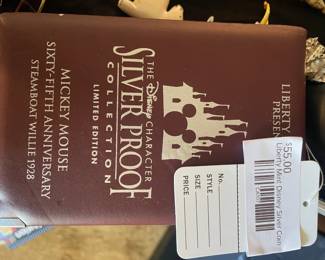 LIBERTY
PRESEN
THE DISNEY CHARACTER
SILVER PROOF
COLLECTION
LIMITED EDITION
MICKEY MOUSE
SIXTY-FIFTH ANNIVERSARY
STEAMBOAT WILLIE 1928
$55.00
Liberty Mint Disney Silver Coin
No.
STYLE
SIZE
PRICE